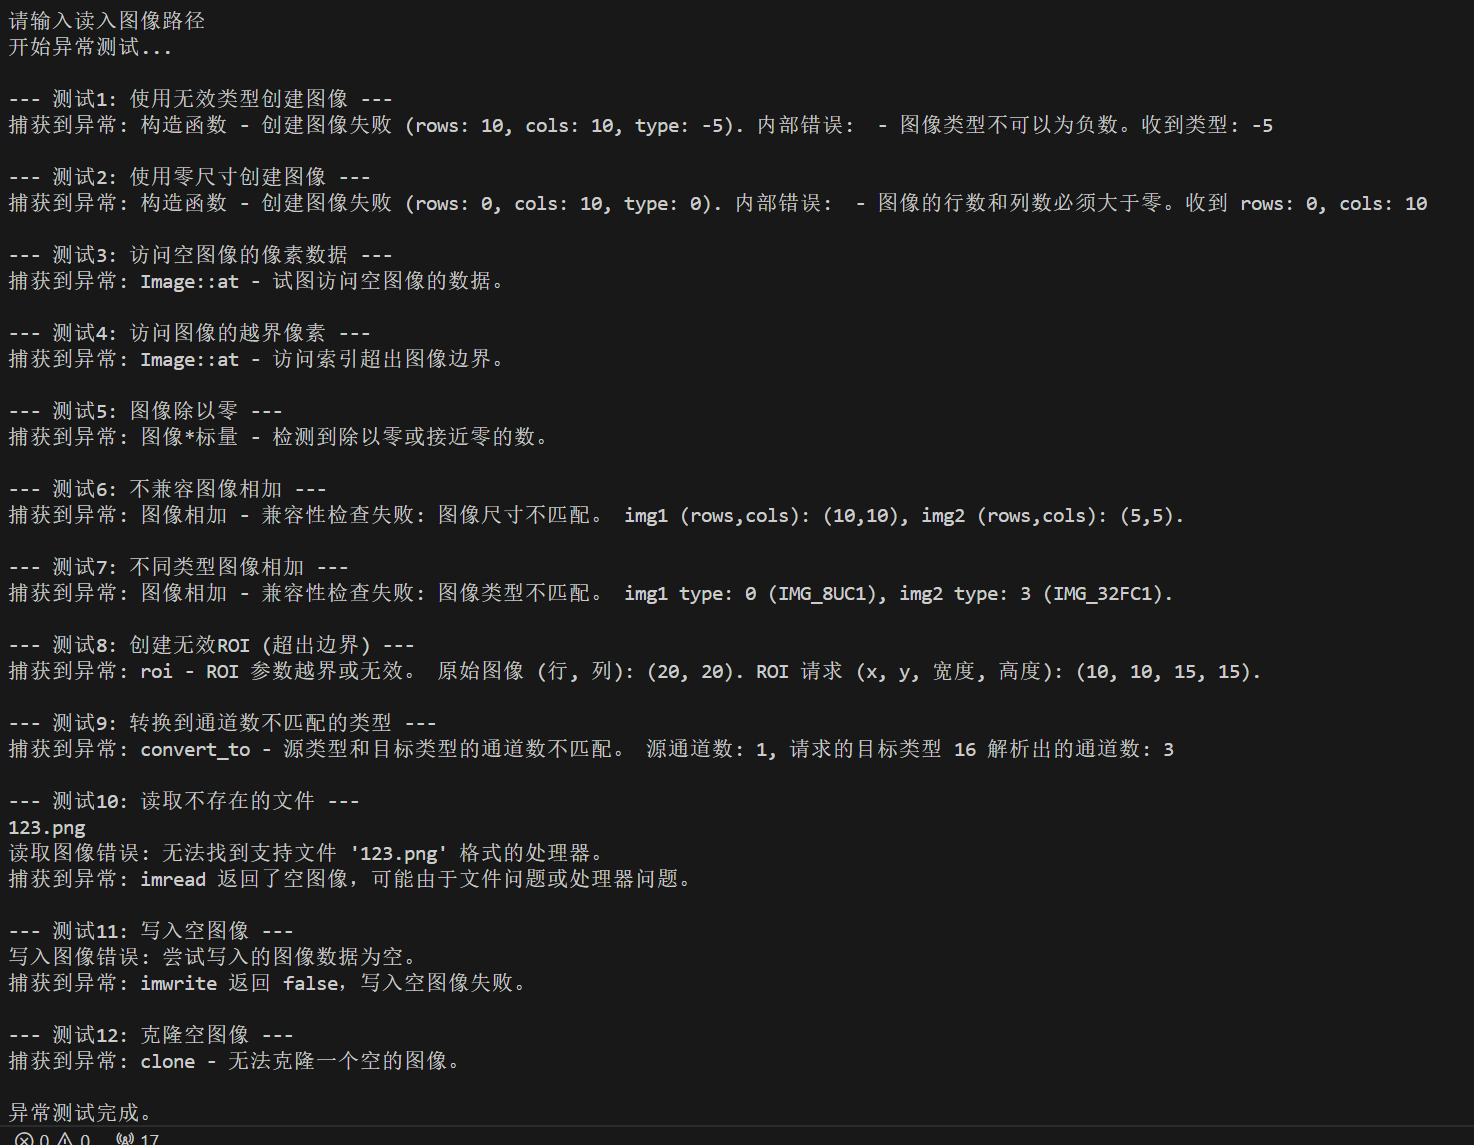 请输入读入图像路径
开始异常测试...
--- 测试1: 使用无效类型创建图像 ---
捕获到异常: 构造函数 - 创建图像失败 (rows: 10, cols: 10, type: -5). 内部错误:  - 图像类型不可以为负数。收到类型: -5
--- 测试2: 使用零尺寸创建图像 ---
捕获到异常: 构造函数 - 创建图像失败 (rows: 0, cols: 10, type: 0). 内部错误:  - 图像的行数和列数必须大于零。收到 rows: 0, cols: 10
--- 测试3: 访问空图像的像素数据 ---
捕获到异常: Image::at - 试图访问空图像的数据。
--- 测试4: 访问图像的越界像素 ---
捕获到异常: Image::at - 访问索引超出图像边界。
--- 测试5: 图像除以零 ---
捕获到异常: 图像*标量 - 检测到除以零或接近零的数。
--- 测试6: 不兼容图像相加 ---
捕获到异常: 图像相加 - 兼容性检查失败: 图像尺寸不匹配。 img1 (rows,cols): (10,10), img2 (rows,cols): (5,5).
--- 测试7: 不同类型图像相加 ---
捕获到异常: 图像相加 - 兼容性检查失败: 图像类型不匹配。 img1 type: 0 (IMG_8UC1), img2 type: 3 (IMG_32FC1).
--- 测试8: 创建无效ROI (超出边界) ---
捕获到异常: roi - ROI 参数越界或无效。 原始图像 (行, 列): (20, 20). ROI 请求 (x, y, 宽度, 高度): (10, 10, 15, 15).
--- 测试9: 转换到通道数不匹配的类型 ---
捕获到异常: convert_to - 源类型和目标类型的通道数不匹配。 源通道数: 1, 请求的目标类型 16 解析出的通道数: 3
--- 测试10: 读取不存在的文件 ---
123.png
读取图像错误: 无法找到支持文件 '123.png' 格式的处理器。
捕获到异常: imread 返回了空图像，可能由于文件问题或处理器问题。
--- 测试11: 写入空图像 ---
写入图像错误: 尝试写入的图像数据为空。
捕获到异常: imwrite 返回 false，写入空图像失败。
--- 测试12: 克隆空图像 ---
捕获到异常: clone - 无法克隆一个空的图像。
异常测试完成。
0 0 17